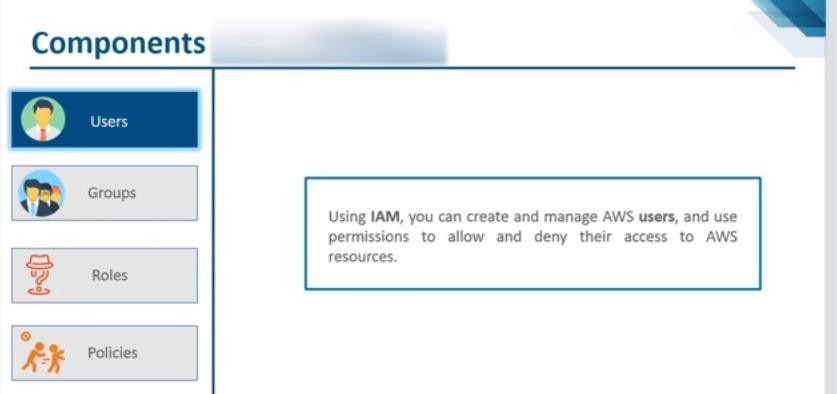 Components
Users
Groups
Roles
Policies
Using IAM, you can create and manage AWS users, and use
permissions to allow and deny their access to AWS
resources.